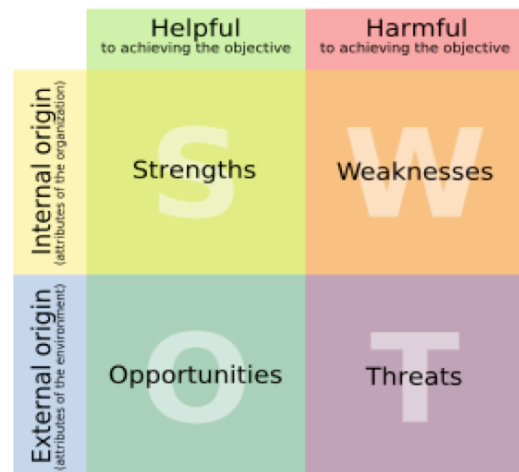 Helpful
to achieving the objective
Harmful
to achieving the objective
Internal origin
(attributes of the organization)
S
Strengths
W
Weaknesses
External origin
(attributes of the environment)
O
Opportunities
T
Threats